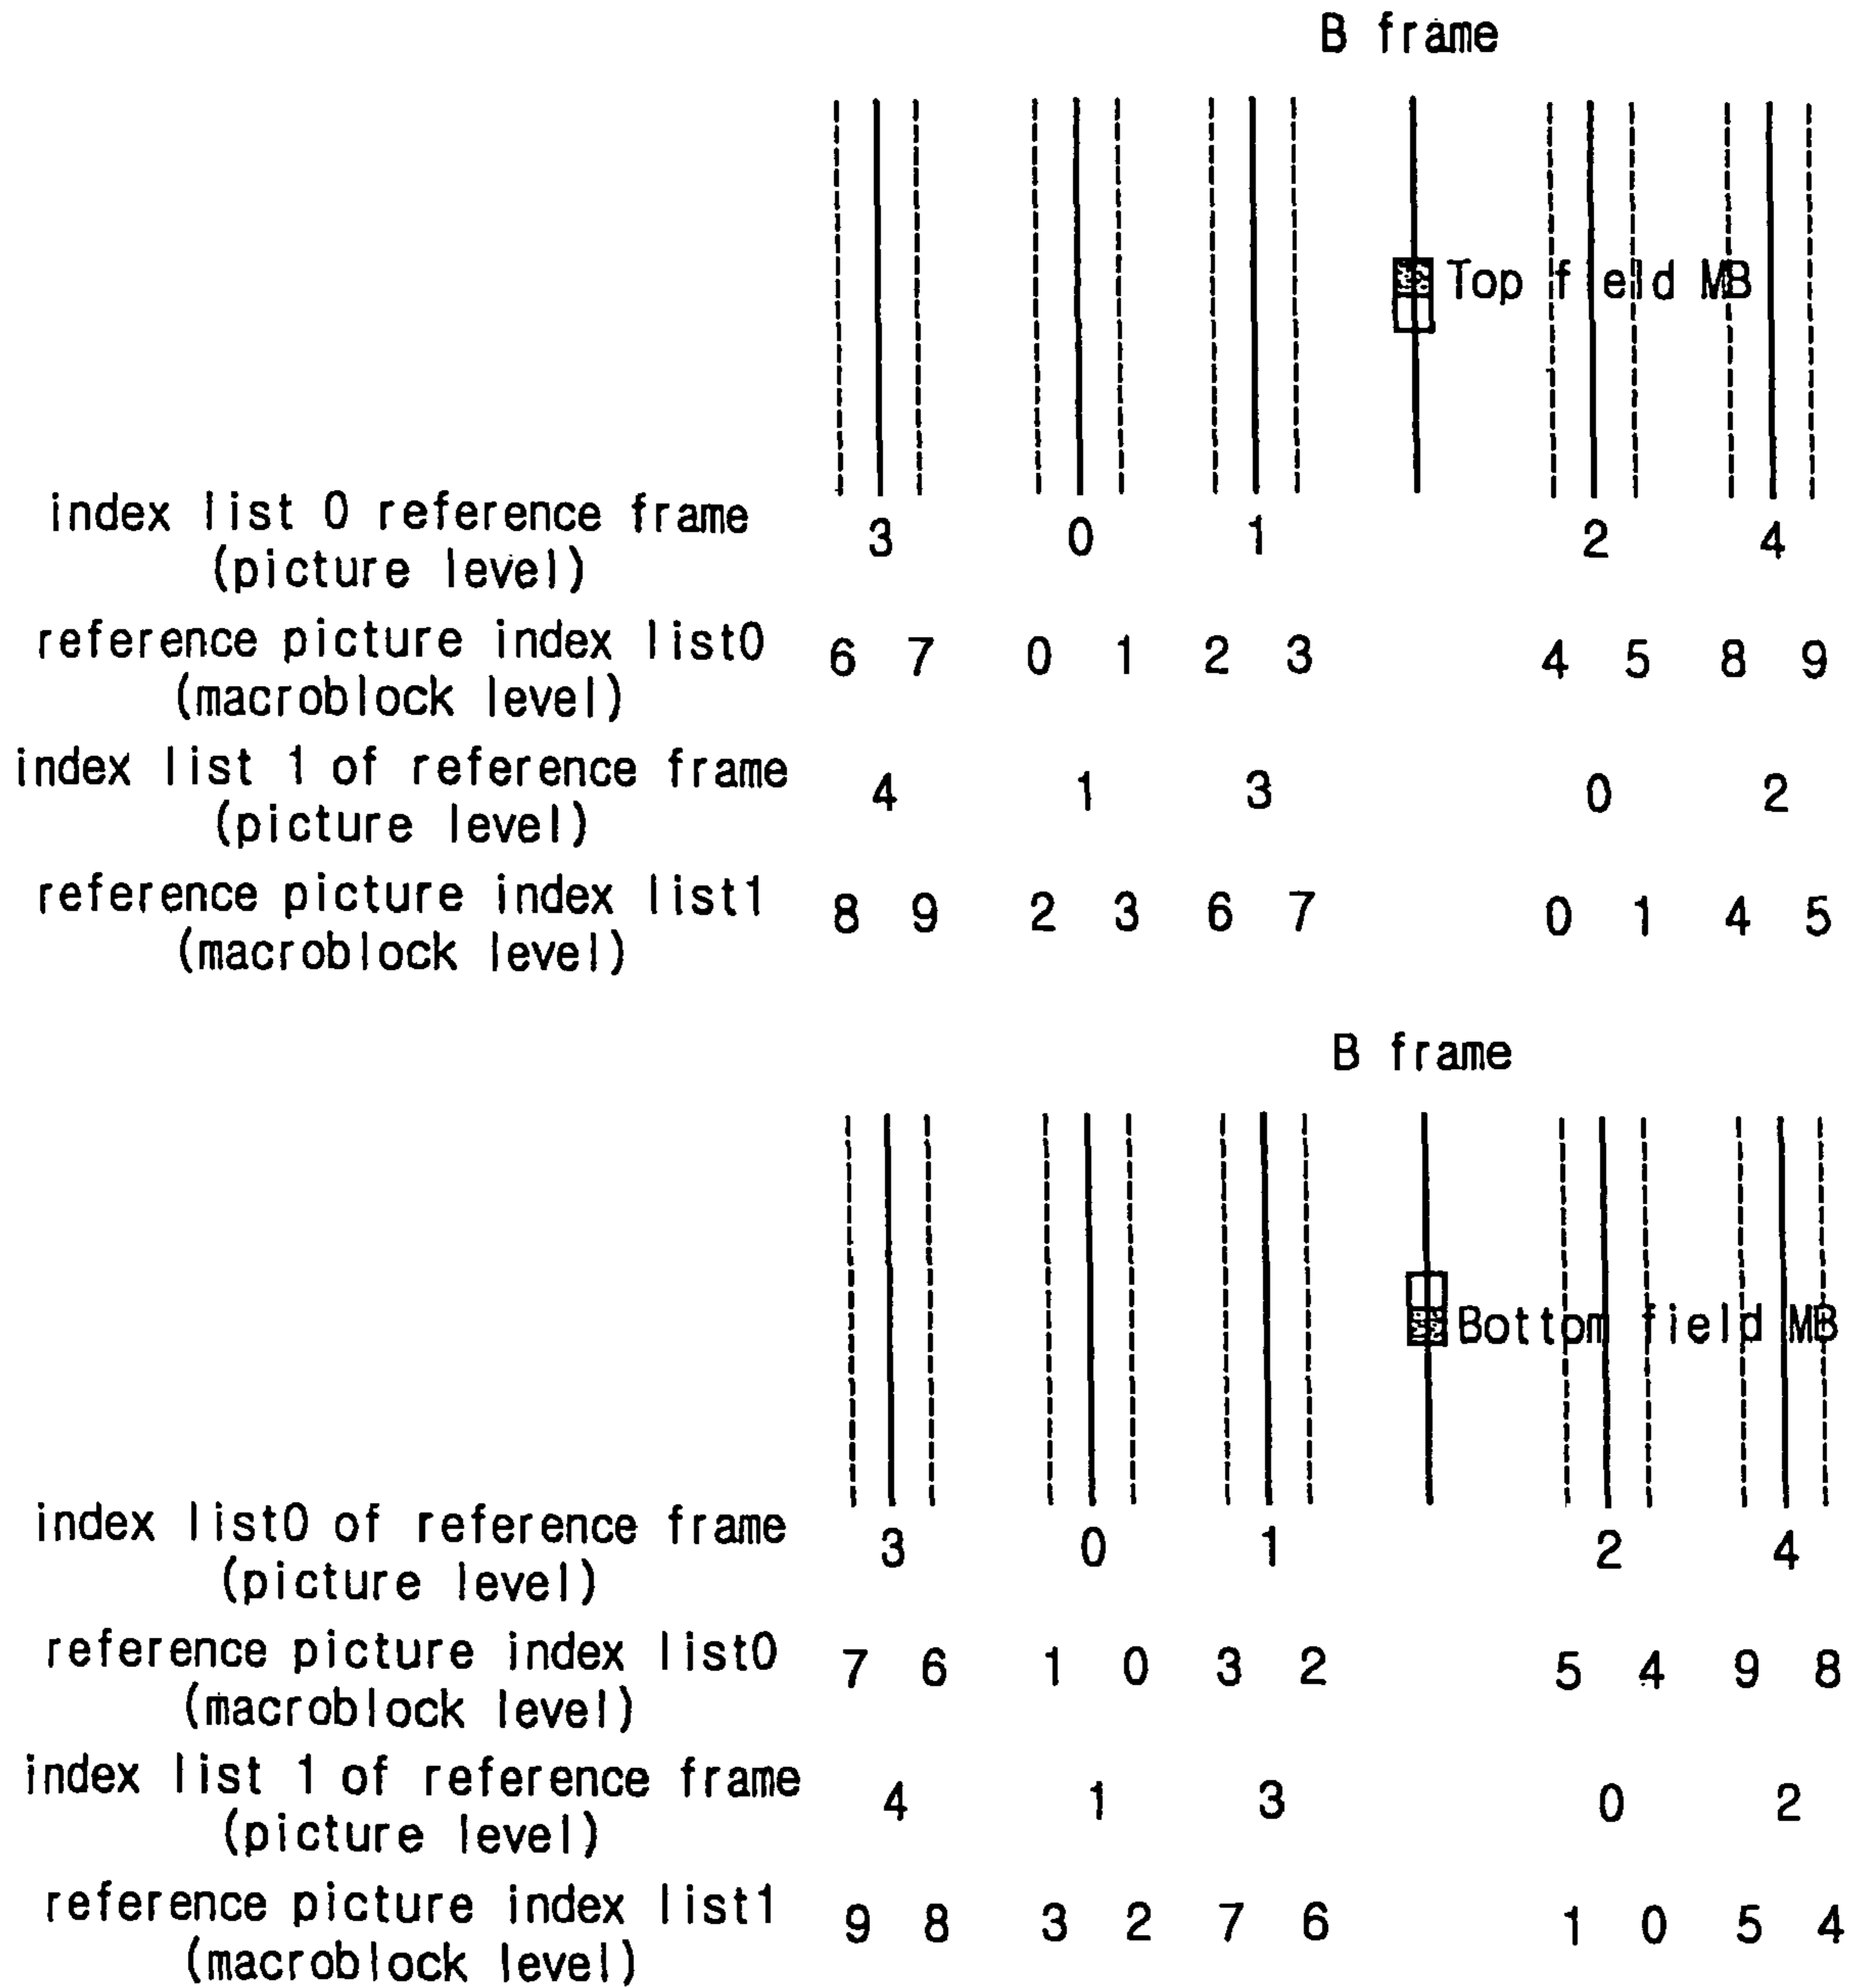 B frame
Top field MB
index list 0 reference frame 3 0 1 2 4
(picture level)
reference picture index list0 6 7 0 1 2 3 4 5 8 9
(macroblock level)
index list 1 of reference frame 4 1 3 0 2
(picture level)
reference picture index list1 8 9 2 3 6 7 0 1 4 5
(macroblock level)
B frame
Bottom field MB
index list0 of reference frame 3 0 1 2 4
(picture level)
reference picture index list0 7 6 1 0 3 2 5 4 9 8
(macroblock level)
index list 1 of reference frame 4 1 3 0 2
(picture level)
reference picture index list1 9 8 3 2 7 6 1 0 5 4
(macroblock level)